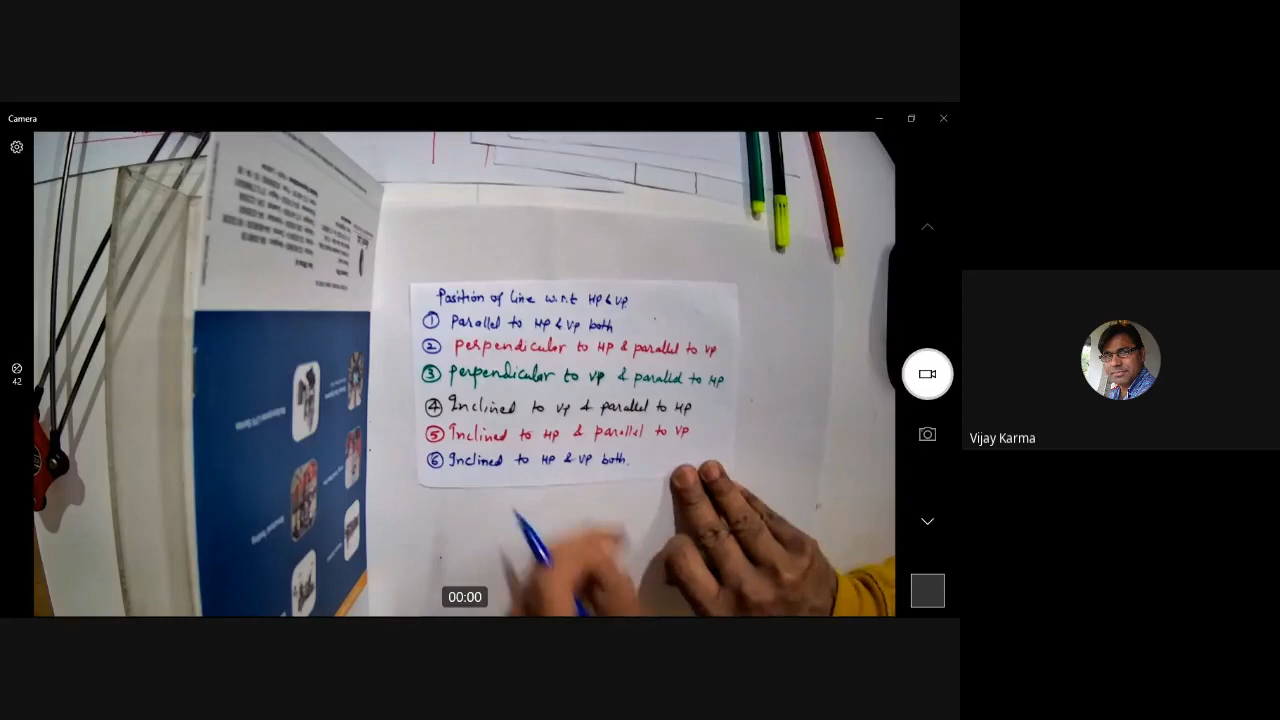 Camera
Position of line w.r.t HP & VP
① Parallel to HP & VP both
② perpendicular to HP & parallel to VP
③ perpendicular to VP & parallel to HP
④ Inclined to VP & parallel to HP
⑤ Inclined to HP & parallel to VP
⑥ Inclined to HP & VP both.
42
00:00
Vijay Karma